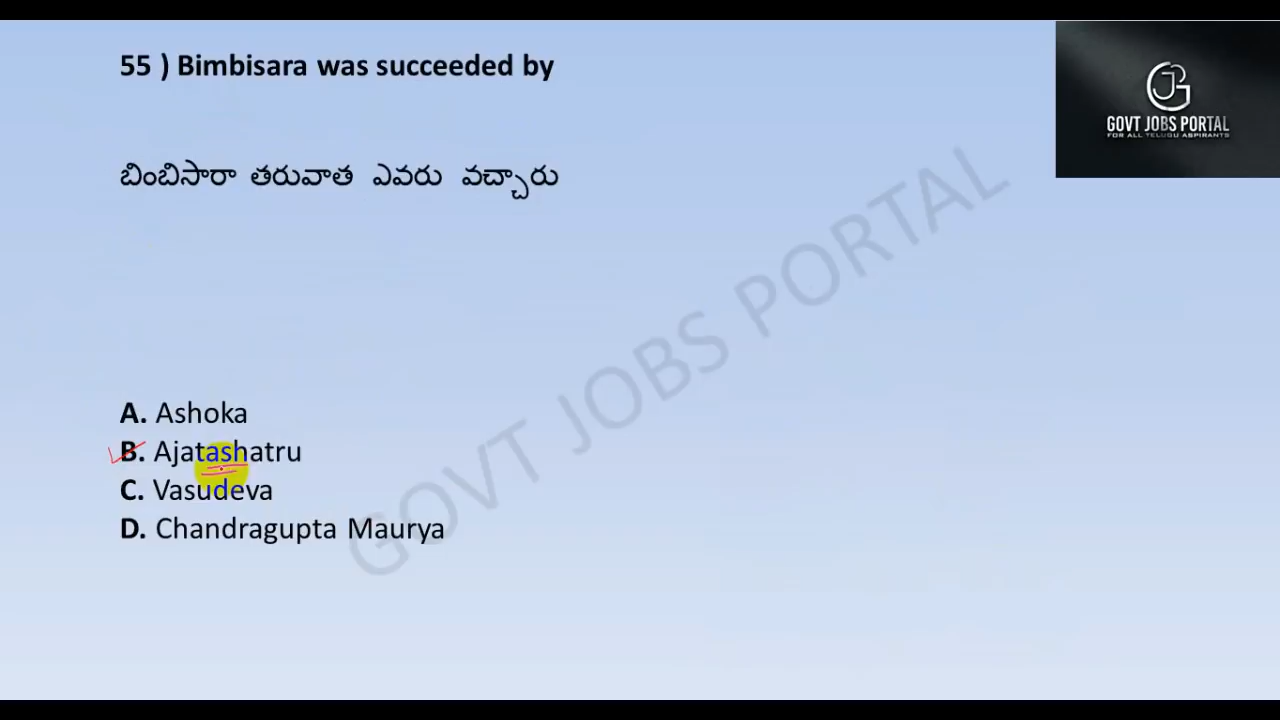 55 ) Bimbisara was succeeded by
GOVT JOBS PORTAL
FOR ALL TELUGU ASPIRANTS
బింబిసారా తరువాత ఎవరు వచ్చారు
GOVT JOBS PORTAL
A. Ashoka
B. Ajatashatru
C. Vasudeva
D. Chandragupta Maurya